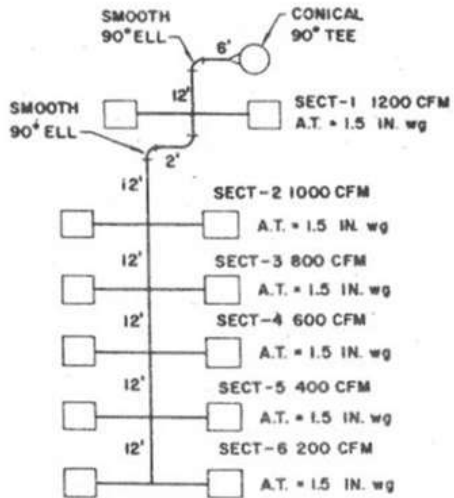 SMOOTH
90° ELL
CONICAL
90° TEE
6'
12'
SECT-1 1200 CFM
A.T. = 1.5 IN. wg
SMOOTH
90° ELL
2'
12'
SECT-2 1000 CFM
A.T. = 1.5 IN. wg
12'
SECT-3 800 CFM
A.T. = 1.5 IN. wg
12'
SECT-4 600 CFM
A.T. = 1.5 IN. wg
12'
SECT-5 400 CFM
A.T. = 1.5 IN. wg
12'
SECT-6 200 CFM
A.T. = 1.5 IN. wg